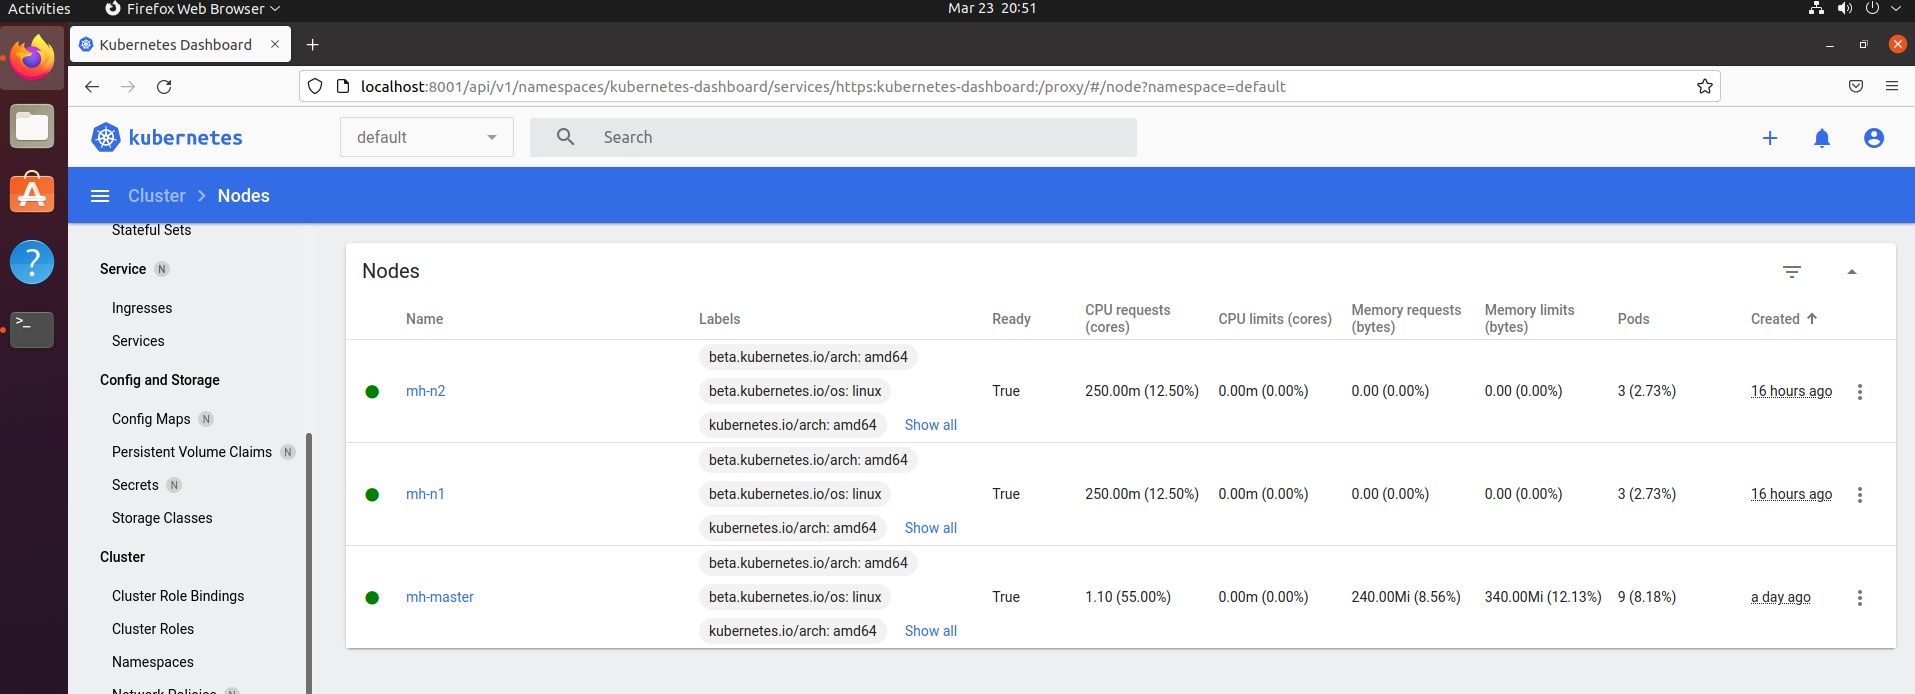 Activities
Firefox Web Browser
Mar 23 20:51
Kubernetes Dashboard
localhost:8001/api/v1/namespaces/kubernetes-dashboard/services/https:kubernetes-dashboard:/proxy/#/node?namespace=default
kubernetes
default
Search
Cluster > Nodes
Stateful Sets
Service N
Ingresses
Services
Config and Storage
Config Maps N
Persistent Volume Claims N
Secrets N
Storage Classes
Cluster
Cluster Role Bindings
Cluster Roles
Namespaces
Network Policies N
Nodes
Name Labels Ready CPU requests (cores) CPU limits (cores) Memory requests (bytes) Memory limits (bytes) Pods Created
beta.kubernetes.io/arch: amd64
mh-n2 beta.kubernetes.io/os: linux True 250.00m (12.50%) 0.00m (0.00%) 0.00 (0.00%) 0.00 (0.00%) 3 (2.73%) 16 hours ago
kubernetes.io/arch: amd64 Show all
beta.kubernetes.io/arch: amd64
mh-n1 beta.kubernetes.io/os: linux True 250.00m (12.50%) 0.00m (0.00%) 0.00 (0.00%) 0.00 (0.00%) 3 (2.73%) 16 hours ago
kubernetes.io/arch: amd64 Show all
beta.kubernetes.io/arch: amd64
mh-master beta.kubernetes.io/os: linux True 1.10 (55.00%) 0.00m (0.00%) 240.00Mi (8.56%) 340.00Mi (12.13%) 9 (8.18%) a day ago
kubernetes.io/arch: amd64 Show all